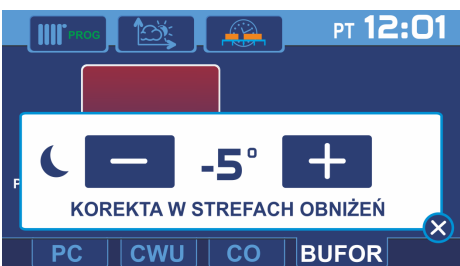 PROG
PT 12:01
-5°
P
KOREKTA W STREFACH OBNIŻEŃ
PC CWU CO BUFOR